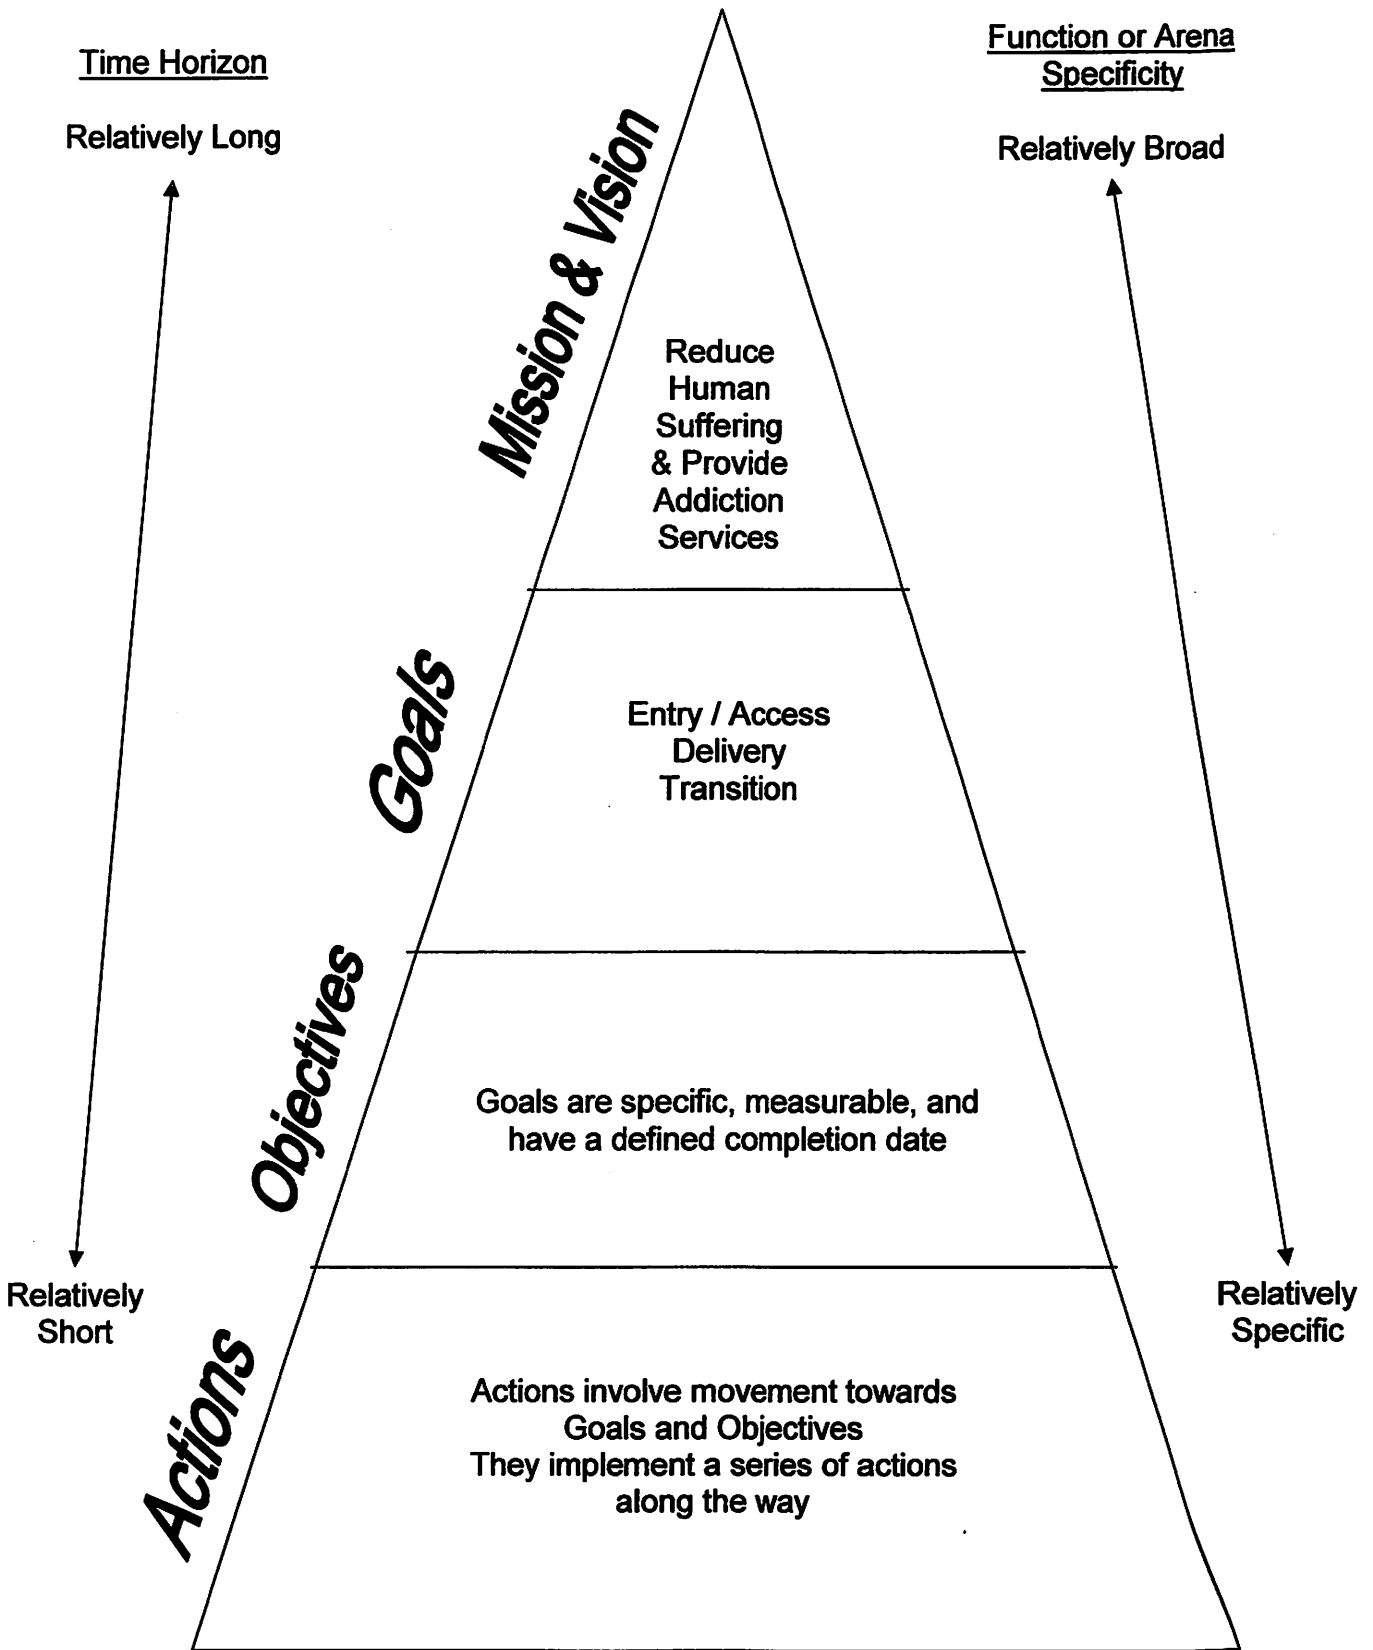 Time Horizon
Relatively Long
Function or Arena
Specificity
Relatively Broad
Mission & Vision
Reduce
Human
Suffering
& Provide
Addiction
Services
Goals
Entry / Access
Delivery
Transition
Objectives
Goals are specific, measurable, and
have a defined completion date
Relatively
Short
Relatively
Specific
Actions
Actions involve movement towards
Goals and Objectives
They implement a series of actions
along the way